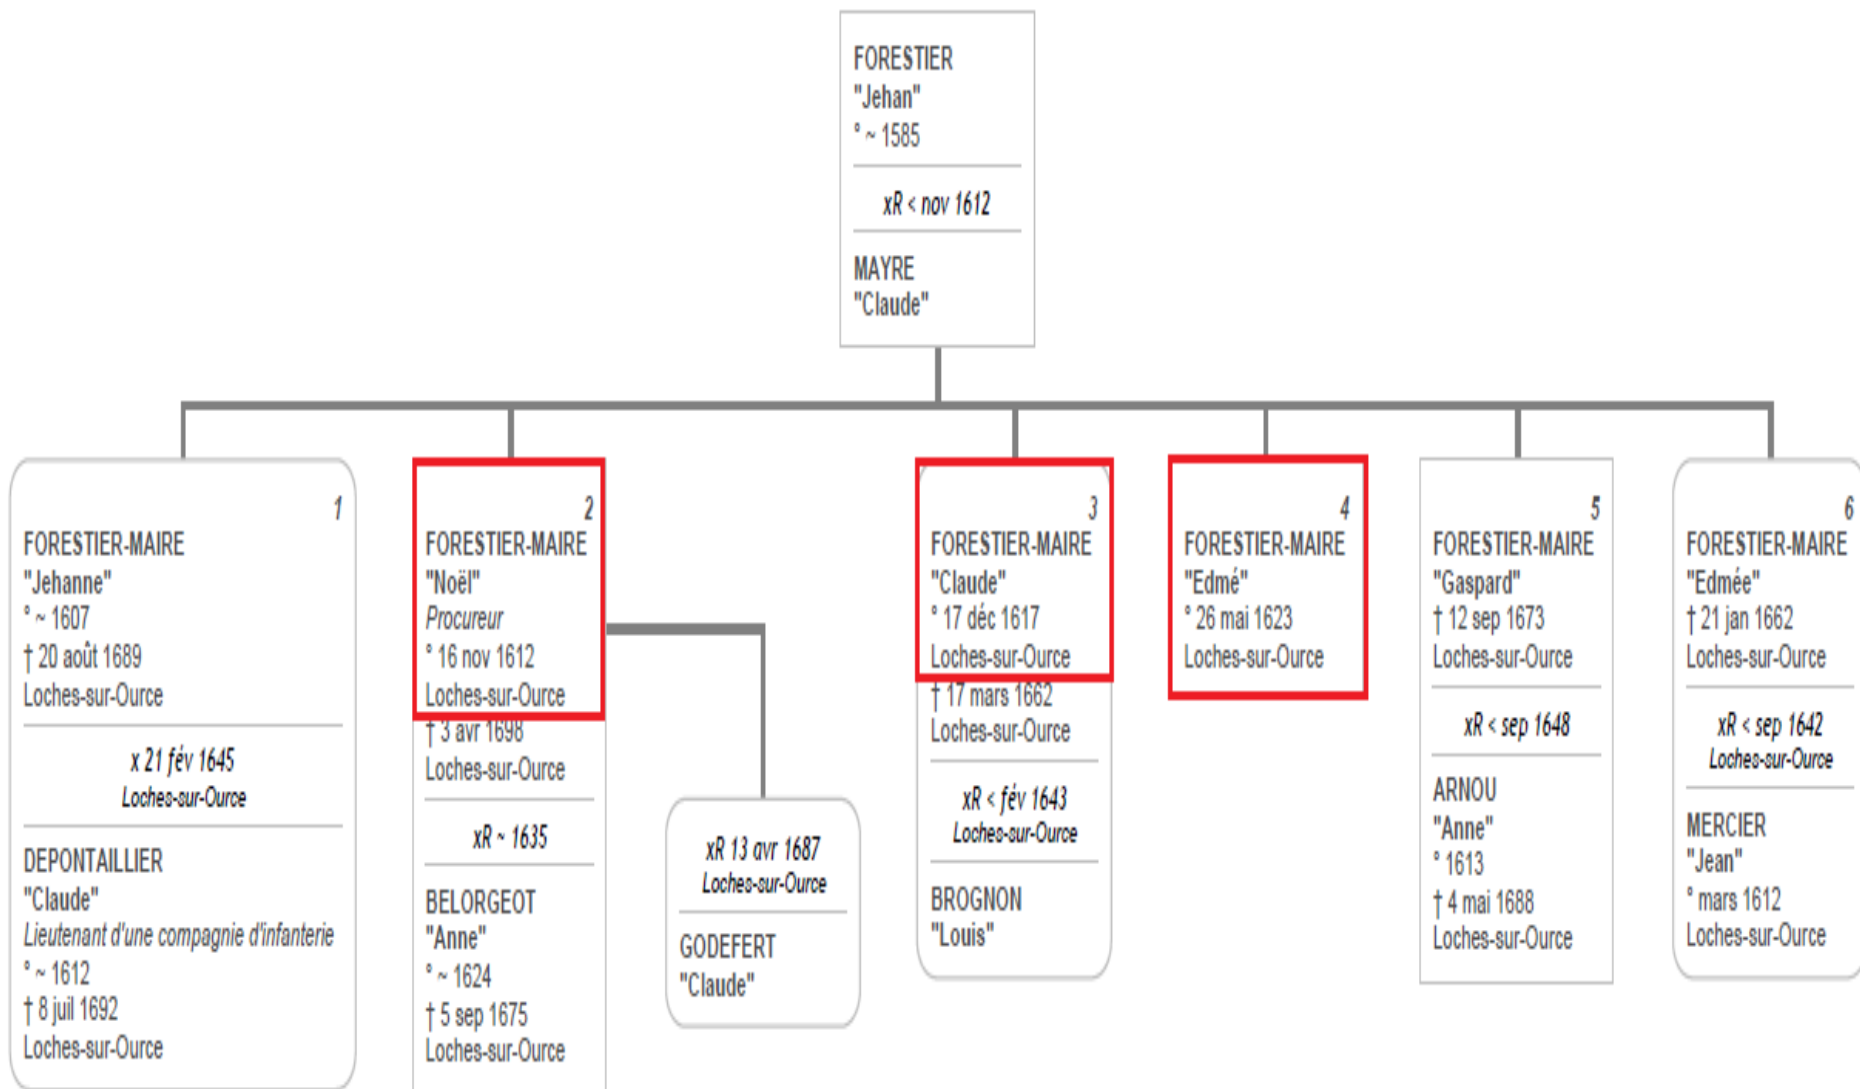 FORESTIER
"Jehan"
° ~ 1585
xR < nov 1612
MAYRE
"Claude"
1
FORESTIER-MAIRE
"Jehanne"
° ~ 1607
† 20 août 1689
Loches-sur-Ource
x 21 fév 1645
Loches-sur-Ource
DEPONTAILLIER
"Claude"
Lieutenant d'une compagnie d'infanterie
° ~ 1612
† 8 juil 1692
Loches-sur-Ource
2
FORESTIER-MAIRE
"Noël"
Procureur
° 16 nov 1612
Loches-sur-Ource
† 3 avr 1698
Loches-sur-Ource
xR ~ 1635
BELORGEOT
"Anne"
° ~ 1624
† 5 sep 1675
Loches-sur-Ource
xR 13 avr 1687
Loches-sur-Ource
GODEFERT
"Claude"
3
FORESTIER-MAIRE
"Claude"
° 17 déc 1617
Loches-sur-Ource
† 17 mars 1662
Loches-sur-Ource
xR < fév 1643
Loches-sur-Ource
BROGNON
"Louis"
4
FORESTIER-MAIRE
"Edmé"
° 26 mai 1623
Loches-sur-Ource
5
FORESTIER-MAIRE
"Gaspard"
† 12 sep 1673
Loches-sur-Ource
xR < sep 1648
ARNOU
"Anne"
° 1613
† 4 mai 1688
Loches-sur-Ource
6
FORESTIER-MAIRE
"Edmée"
† 21 jan 1662
Loches-sur-Ource
xR < sep 1642
Loches-sur-Ource
MERCIER
"Jean"
° mars 1612
Loches-sur-Ource